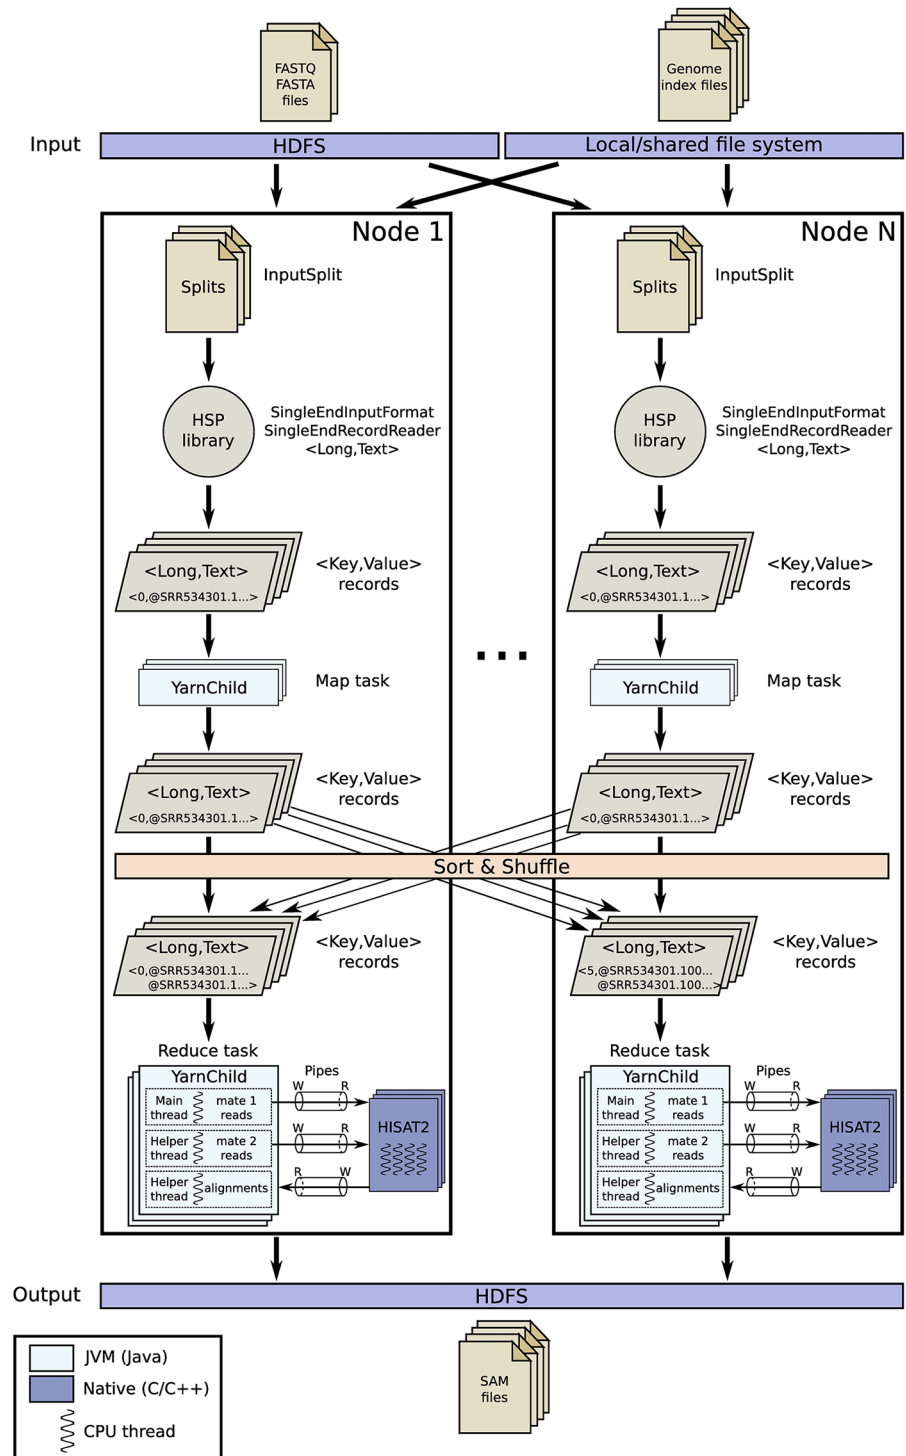 FASTQ
FASTA
files
Genome
index files
Input
HDFS
Local/shared file system
Node 1
Splits
InputSplit
HSP
library
SingleEndInputFormat
SingleEndRecordReader
<Long,Text>
<Long,Text>
<0,@SRR534301.1...>
<Key,Value>
records
YarnChild
Map task
<Long,Text>
<0,@SRR534301.1...>
<Key,Value>
records
Node N
Splits
InputSplit
HSP
library
SingleEndInputFormat
SingleEndRecordReader
<Long,Text>
<Long,Text>
<0,@SRR534301.1...>
<Key,Value>
records
YarnChild
Map task
<Long,Text>
<0,@SRR534301.1...>
<Key,Value>
records
...
Sort & Shuffle
<Long,Text>
<0,@SRR534301.1...
@SRR534301.1...>
<Key,Value>
records
Reduce task
YarnChild
Pipes
Main
thread
mate 1
reads
W
R
Helper
thread
mate 2
reads
W
R
Helper
thread
alignments
R
W
HISAT2
<Long,Text>
<5,@SRR534301.100...
@SRR534301.100...>
<Key,Value>
records
Reduce task
YarnChild
Pipes
Main
thread
mate 1
reads
W
R
Helper
thread
mate 2
reads
W
R
Helper
thread
alignments
R
W
HISAT2
Output
HDFS
SAM
files
JVM (Java)
Native (C/C++)
CPU thread